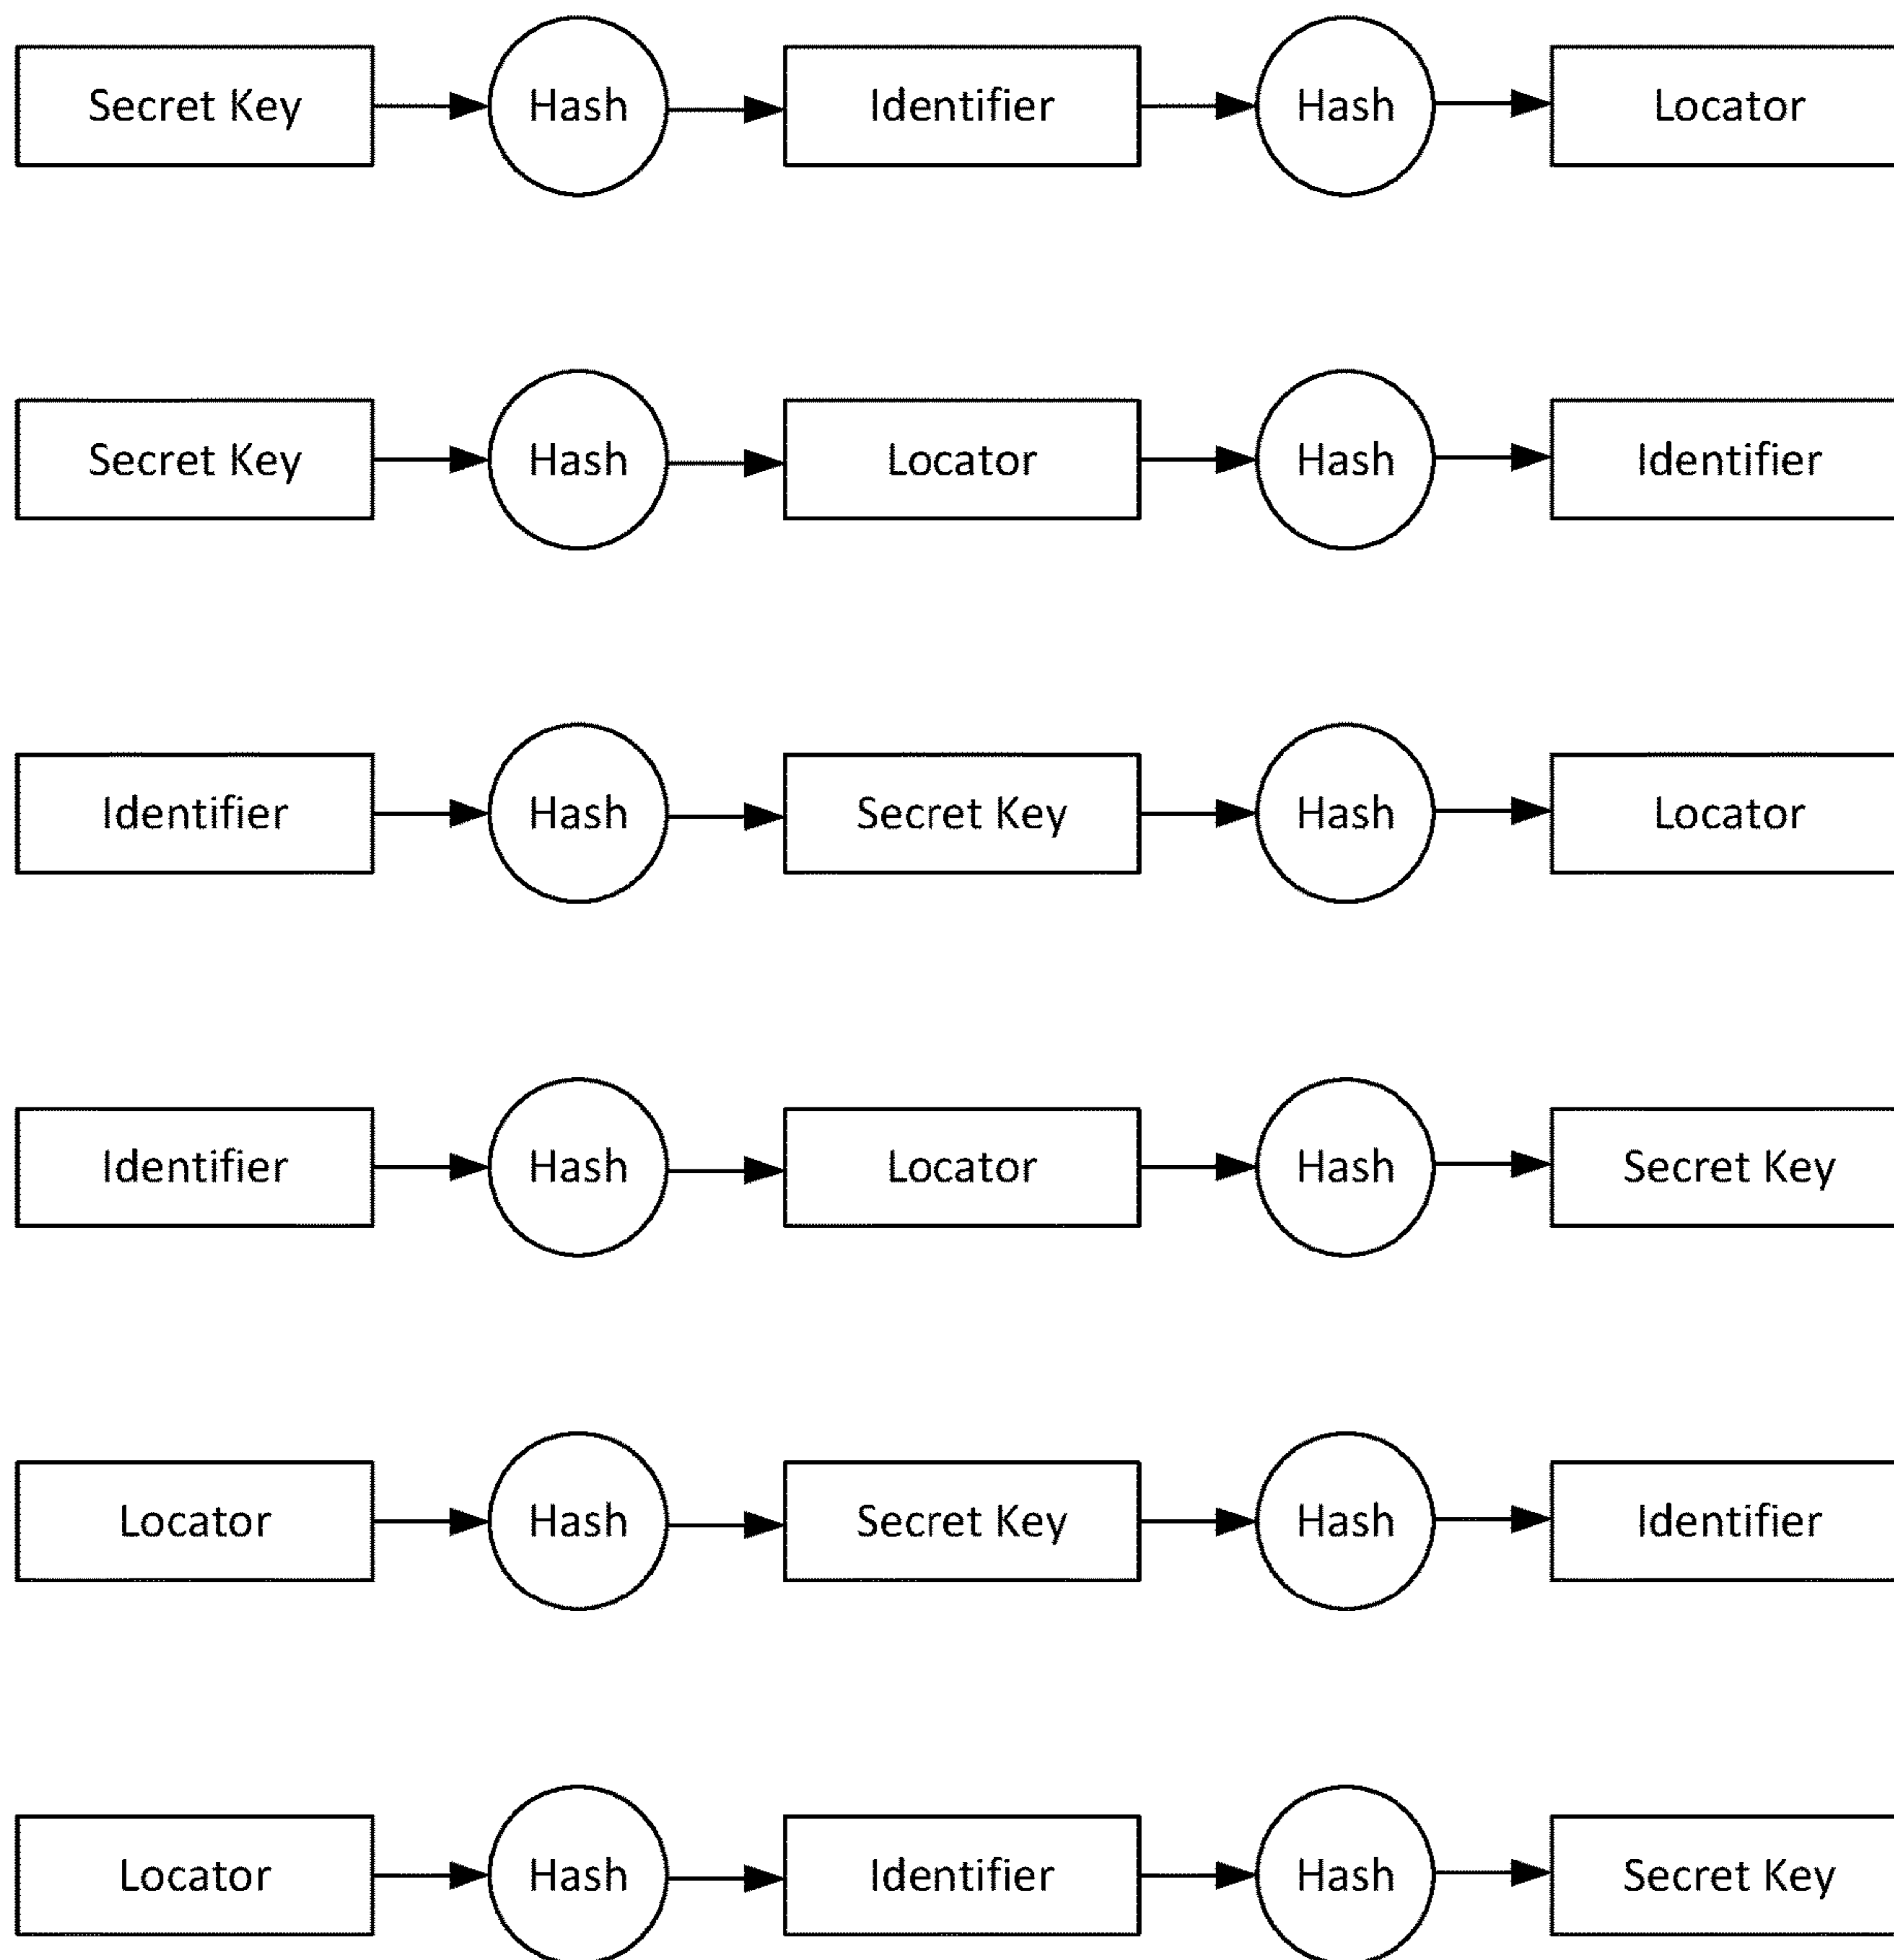 Secret Key Hash Identifier Hash Locator
Secret Key Hash Locator Hash Identifier
Identifier Hash Secret Key Hash Locator
Identifier Hash Locator Hash Secret Key
Locator Hash Secret Key Hash Identifier
Locator Hash Identifier Hash Secret Key